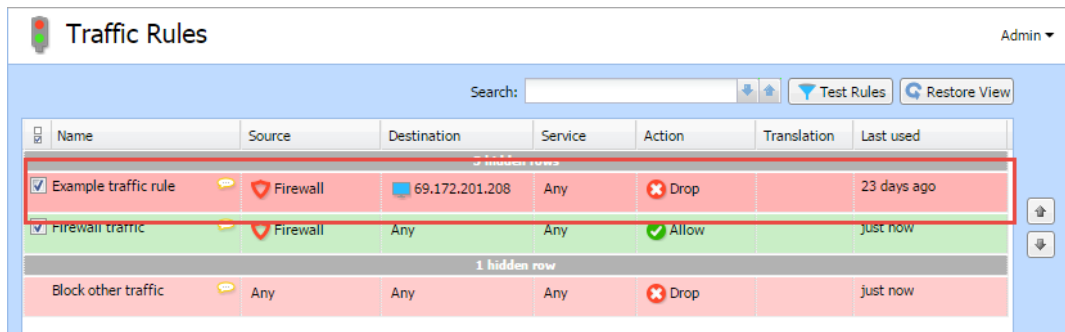 Traffic Rules
Admin
Search: Test Rules Restore View
Name Source Destination Service Action Translation Last used
hidden rows
Example traffic rule Firewall 69.172.201.208 Any Drop 23 days ago
Firewall traffic Firewall Any Any Allow just now
1 hidden row
Block other traffic Any Any Any Drop just now